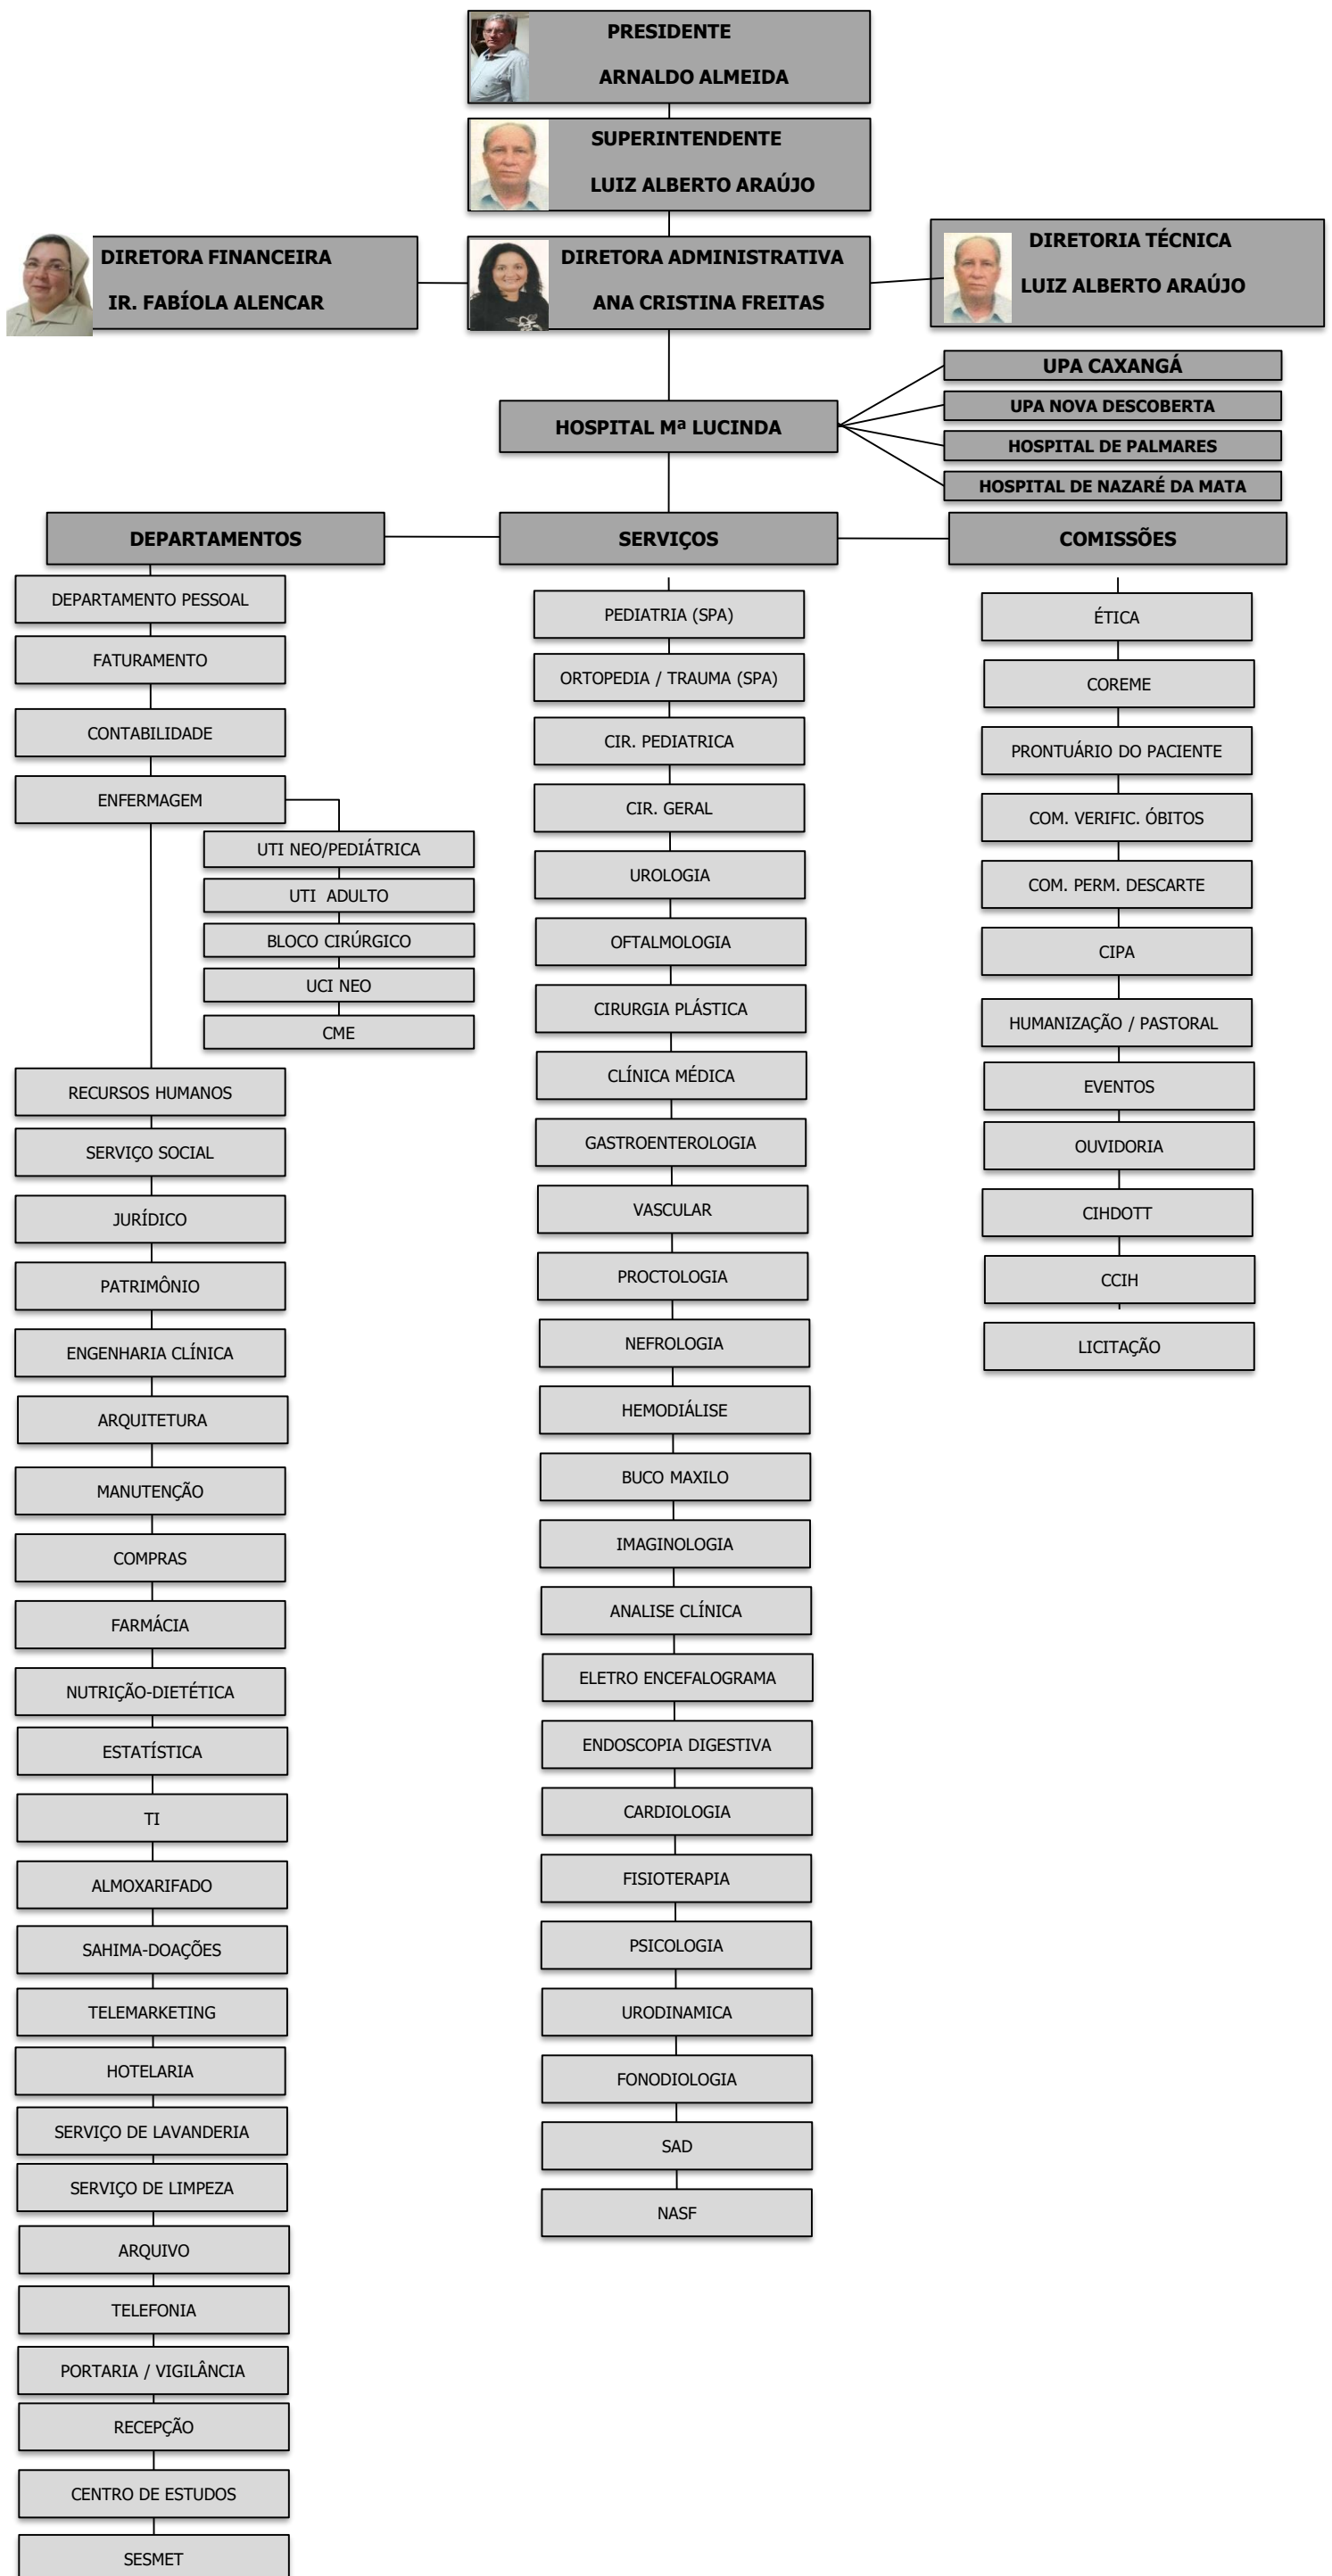 PRESIDENTE
ARNALDO ALMEIDA
SUPERINTENDENTE
LUIZ ALBERTO ARAÚJO
DIRETORA FINANCEIRA
IR. FABÍOLA ALENCAR
DIRETORA ADMINISTRATIVA
ANA CRISTINA FREITAS
DIRETORIA TÉCNICA
LUIZ ALBERTO ARAÚJO
HOSPITAL Mª LUCINDA
UPA CAXANGÁ
UPA NOVA DESCOBERTA
HOSPITAL DE PALMARES
HOSPITAL DE NAZARÉ DA MATA
DEPARTAMENTOS
SERVIÇOS
COMISSÕES
DEPARTAMENTO PESSOAL
FATURAMENTO
CONTABILIDADE
ENFERMAGEM
UTI NEO/PEDIÁTRICA
UTI ADULTO
BLOCO CIRÚRGICO
UCI NEO
CME
RECURSOS HUMANOS
SERVIÇO SOCIAL
JURÍDICO
PATRIMÔNIO
ENGENHARIA CLÍNICA
ARQUITETURA
MANUTENÇÃO
COMPRAS
FARMÁCIA
NUTRIÇÃO-DIETÉTICA
ESTATÍSTICA
TI
ALMOXARIFADO
SAHIMA-DOAÇÕES
TELEMARKETING
HOTELARIA
SERVIÇO DE LAVANDERIA
SERVIÇO DE LIMPEZA
ARQUIVO
TELEFONIA
PORTARIA / VIGILÂNCIA
RECEPÇÃO
CENTRO DE ESTUDOS
SESMET
PEDIATRIA (SPA)
ORTOPEDIA / TRAUMA (SPA)
CIR. PEDIATRICA
CIR. GERAL
UROLOGIA
OFTALMOLOGIA
CIRURGIA PLÁSTICA
CLÍNICA MÉDICA
GASTROENTEROLOGIA
VASCULAR
PROCTOLOGIA
NEFROLOGIA
HEMODIÁLISE
BUCO MAXILO
IMAGINOLOGIA
ANALISE CLÍNICA
ELETRO ENCEFALOGRAMA
ENDOSCOPIA DIGESTIVA
CARDIOLOGIA
FISIOTERAPIA
PSICOLOGIA
URODINAMICA
FONODIOLOGIA
SAD
NASF
ÉTICA
COREME
PRONTUÁRIO DO PACIENTE
COM. VERIFIC. ÓBITOS
COM. PERM. DESCARTE
CIPA
HUMANIZAÇÃO / PASTORAL
EVENTOS
OUVIDORIA
CIHDOTT
CCIH
LICITAÇÃO